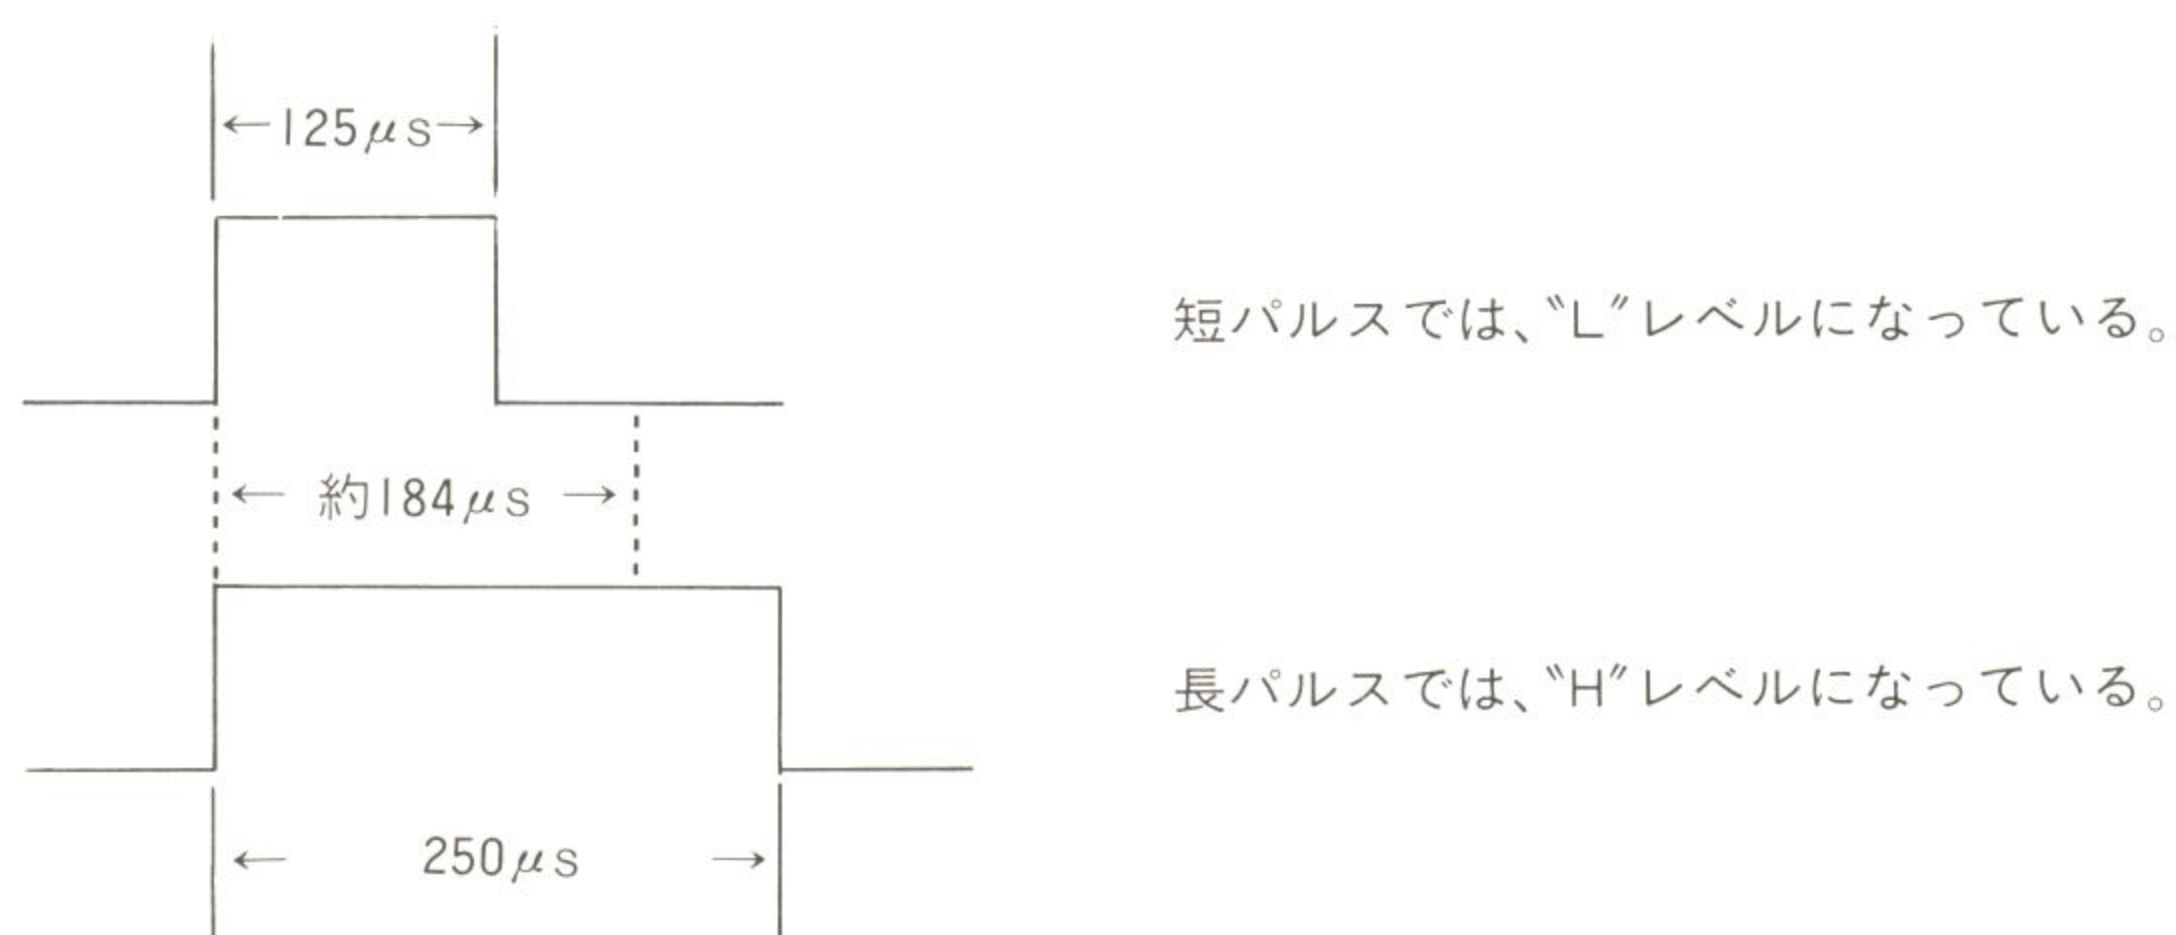 ←125μs→
短パルスでは、〝L〞レベルになっている。
← 約184μs →
長パルスでは、〝H〞レベルになっている。
← 250μs →